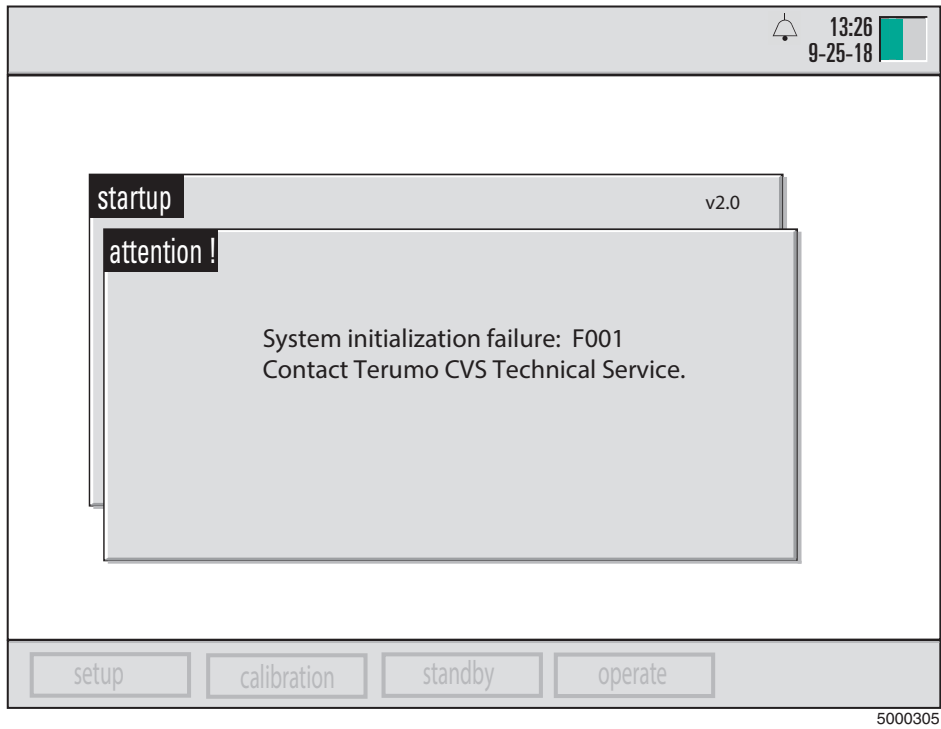 13:26
9-25-18
startup
v2.0
attention !
System initialization failure: F001
Contact Terumo CVS Technical Service.
setup
calibration
standby
operate
5000305